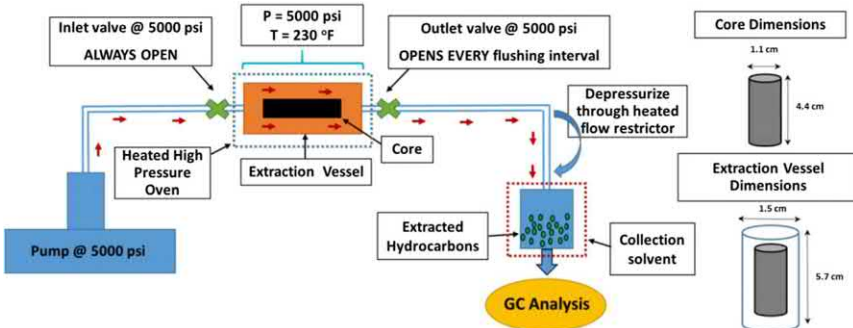 Inlet valve @ 5000 psi
ALWAYS OPEN
P = 5000 psi
T = 230 °F
Outlet valve @ 5000 psi
OPENS EVERY flushing interval
Core Dimensions
1.1 cm
4.4 cm
Depressurize
through heated
flow restrictor
Heated High
Pressure
Oven
Extraction Vessel
Core
Extraction Vessel
Dimensions
1.5 cm
5.7 cm
Pump @ 5000 psi
Extracted
Hydrocarbons
Collection
solvent
GC Analysis